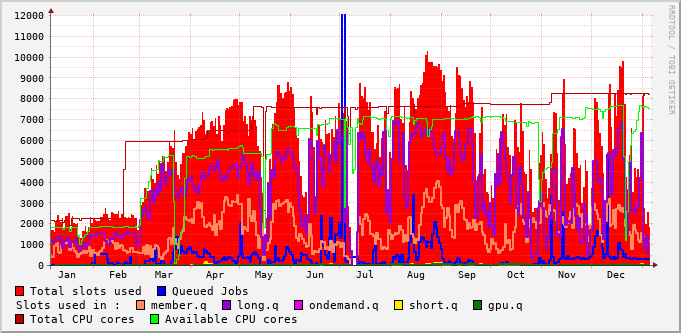 12000
11000
10000
9000
8000
7000
6000
5000
4000
3000
2000
1000
0
Jan Feb Mar Apr May Jun Jul Aug Sep Oct Nov Dec
RRDTOOL / TOBI OETIKER
Total slots used Queued Jobs
Slots used in : member.q long.q ondemand.q short.q gpu.q
Total CPU cores Available CPU cores